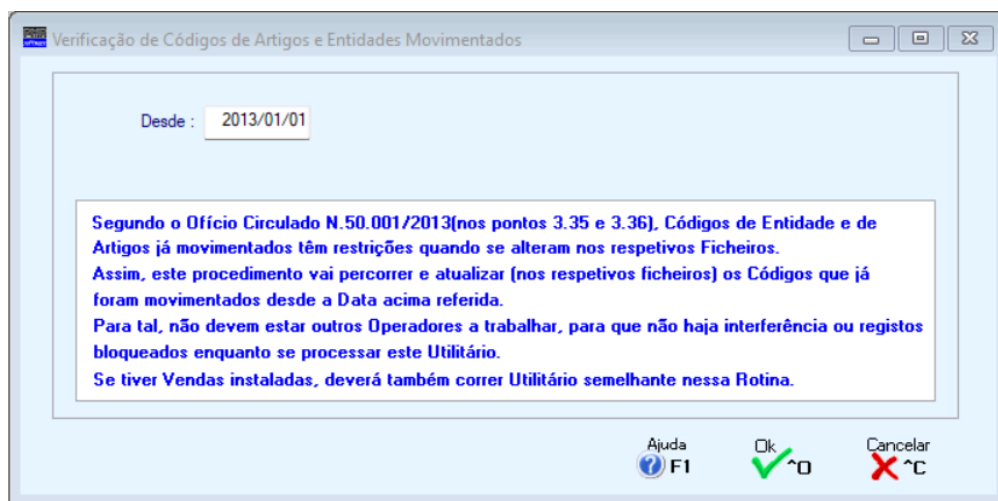 Verificação de Códigos de Artigos e Entidades Movimentados
Desde : 2013/01/01
Segundo o Ofício Circulado N.50.001/2013(nos pontos 3.35 e 3.36), Códigos de Entidade e de
Artigos já movimentados têm restrições quando se alteram nos respetivos Ficheiros.
Assim, este procedimento vai percorrer e atualizar (nos respetivos ficheiros) os Códigos que já
foram movimentados desde a Data acima referida.
Para tal, não devem estar outros Operadores a trabalhar, para que não haja interferência ou registos
bloqueados enquanto se processar este Utilitário.
Se tiver Vendas instaladas, deverá também correr Utilitário semelhante nessa Rotina.
Ajuda Ok Cancelar
F1 ^O ^C